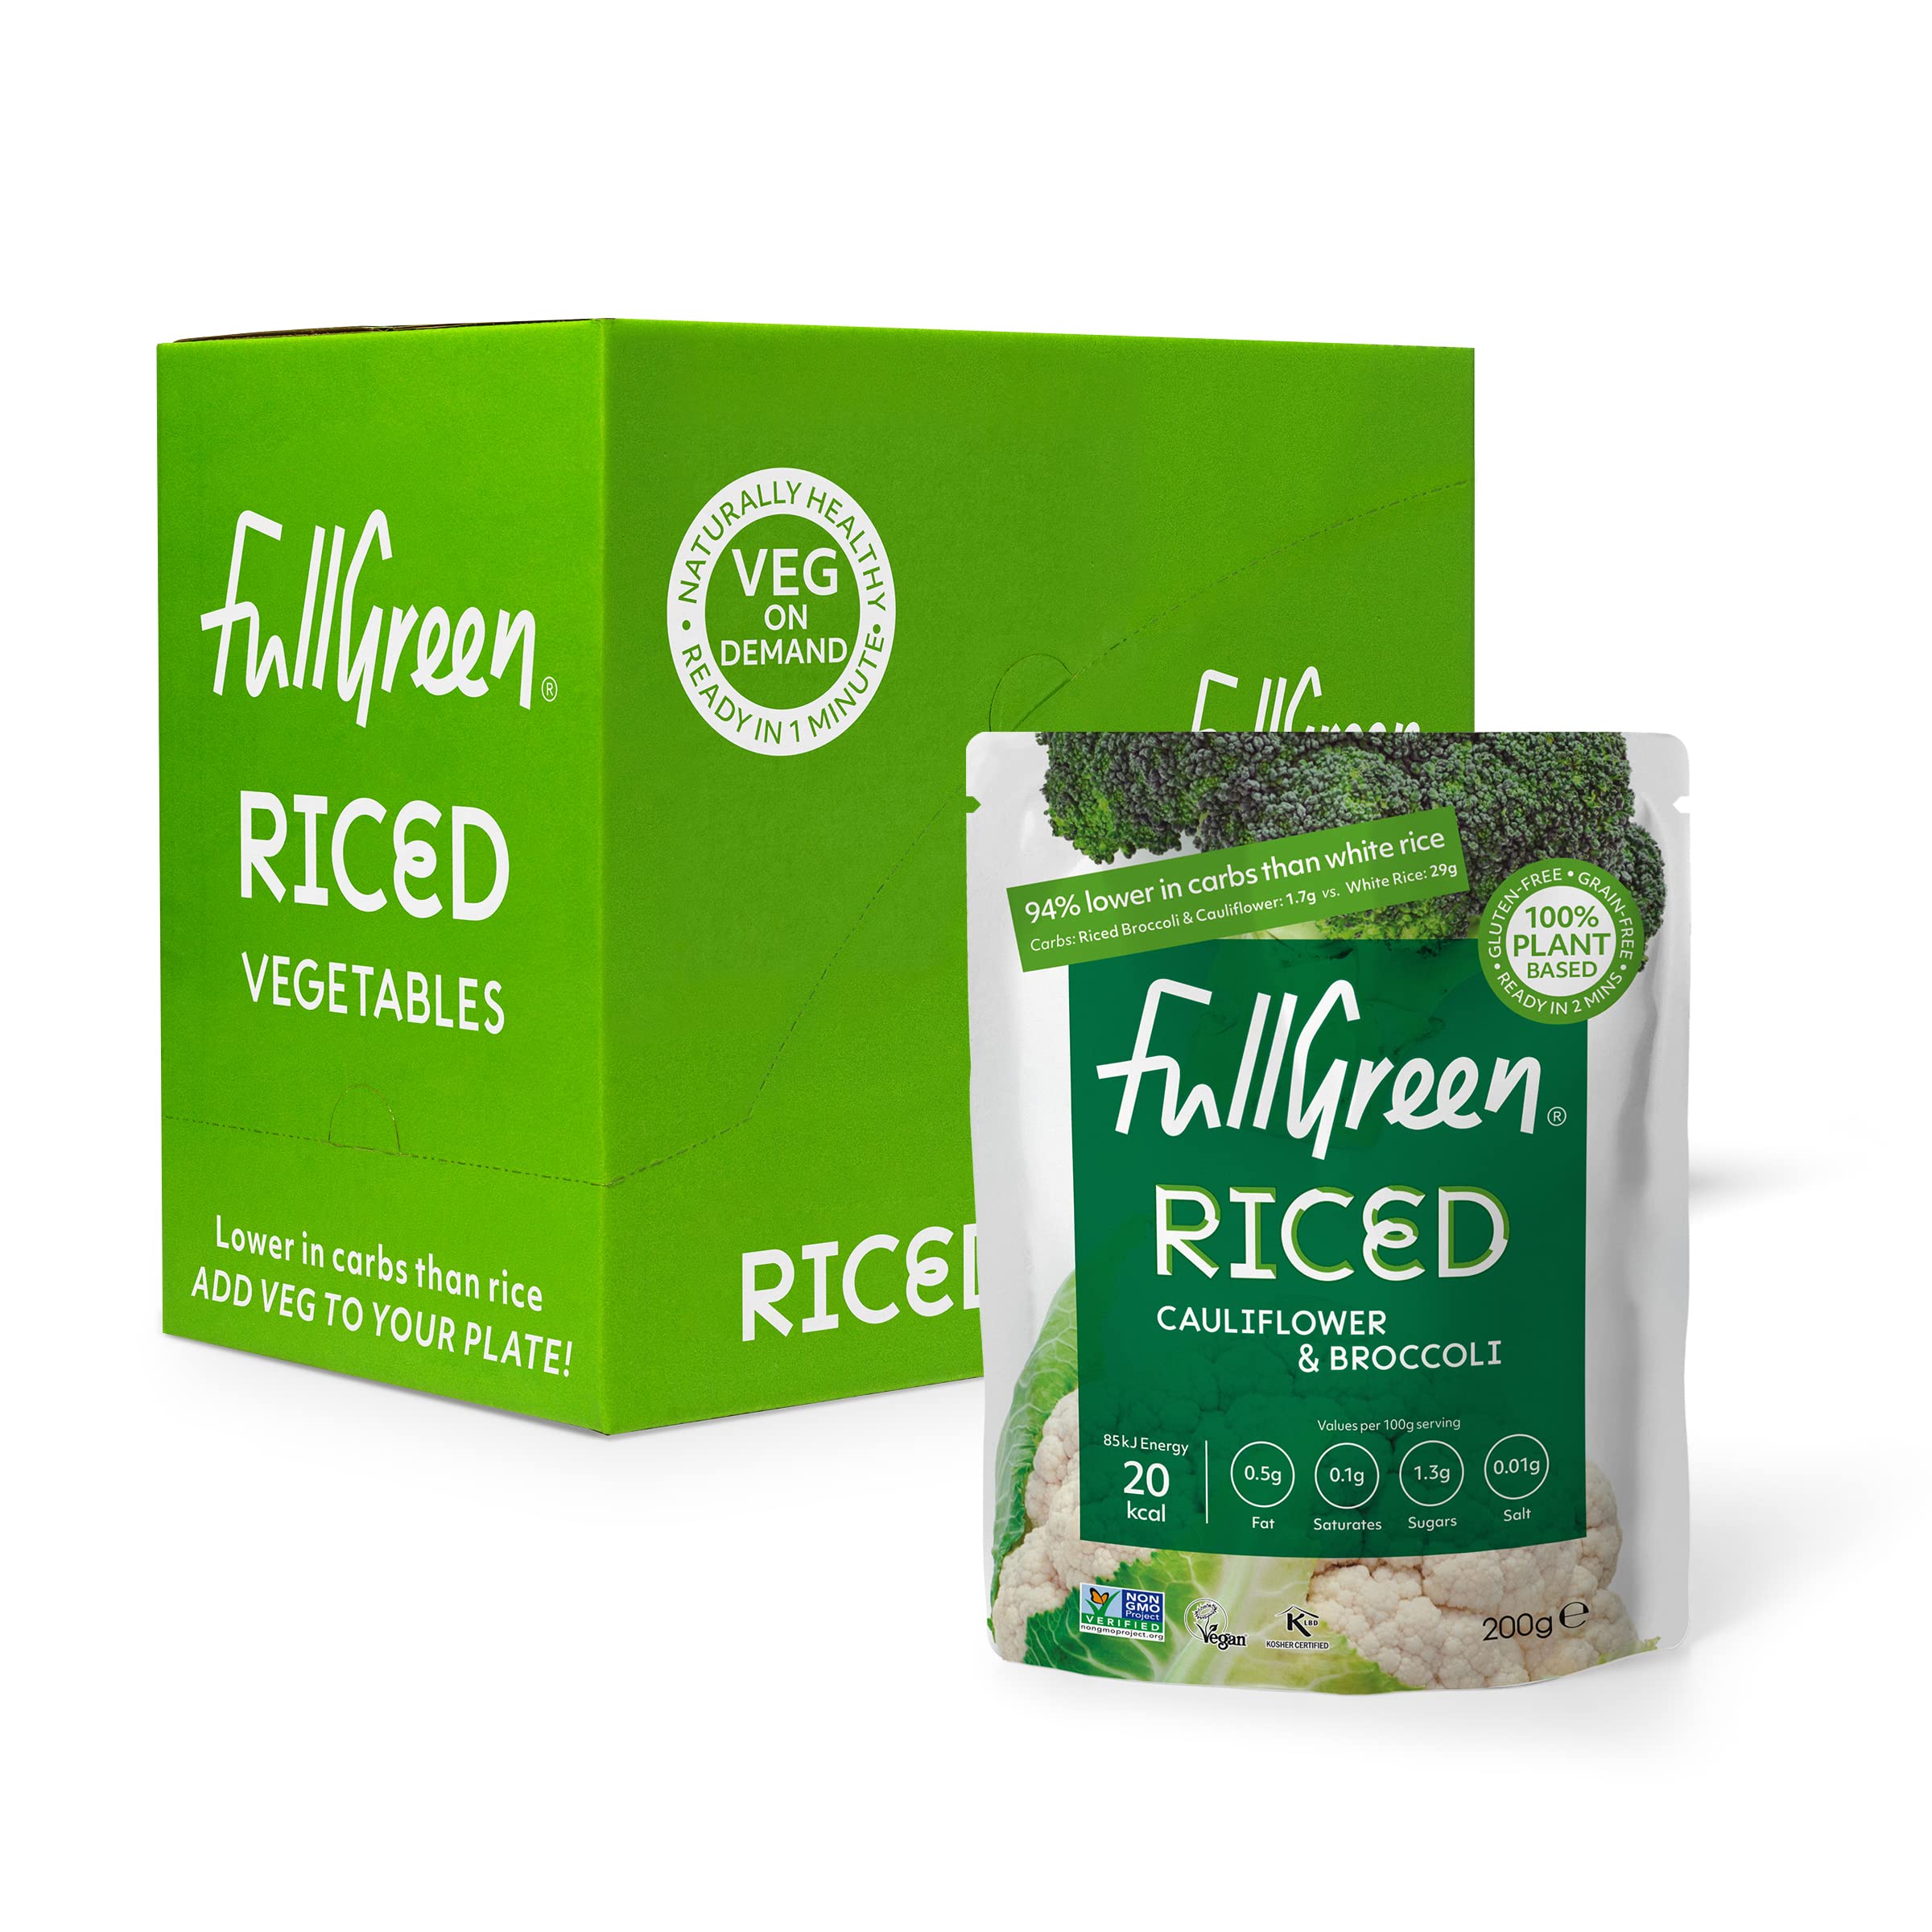 FullGreen®
RICED
VEGETABLES
Lower in carbs than rice
ADD VEG TO YOUR PLATE!
• NATURALLY HEALTHY •
READY IN 1 MINUTE
VEG
ON
DEMAND
FullGreen
RICED
94% lower in carbs than white rice
Carbs: Riced Broccoli & Cauliflower: 1.7g vs. White Rice: 29g
GLUTEN-FREE • GRAIN-FREE
• READY IN 2 MINS •
100%
PLANT
BASED
FullGreen®
RICED
CAULIFLOWER
& BROCCOLI
Values per 100g serving
85kJ Energy
20
kcal
0.5g
Fat
0.1g
Saturates
1.3g
Sugars
0.01g
Salt
NON
GMO
Project
VERIFIED
nongmoproject.org
Vegan
K LBD
KOSHER CERTIFIED
200g ℮